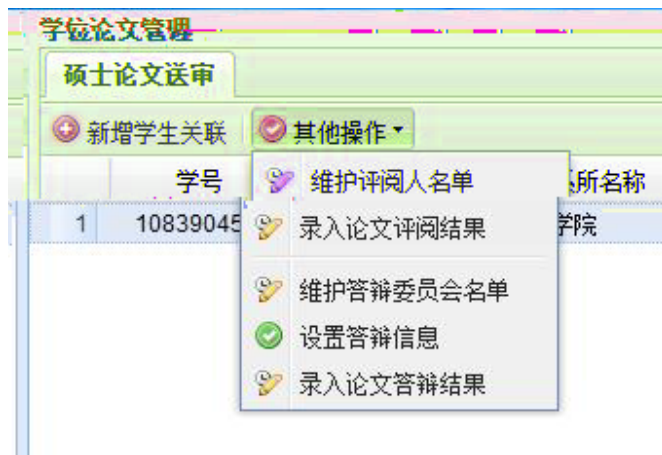 学位论文管理
硕士论文送审
新增学生关联 其他操作
学号 所名称
1 10839045 学院
维护评阅人名单
录入论文评阅结果
维护答辩委员会名单
设置答辩信息
录入论文答辩结果